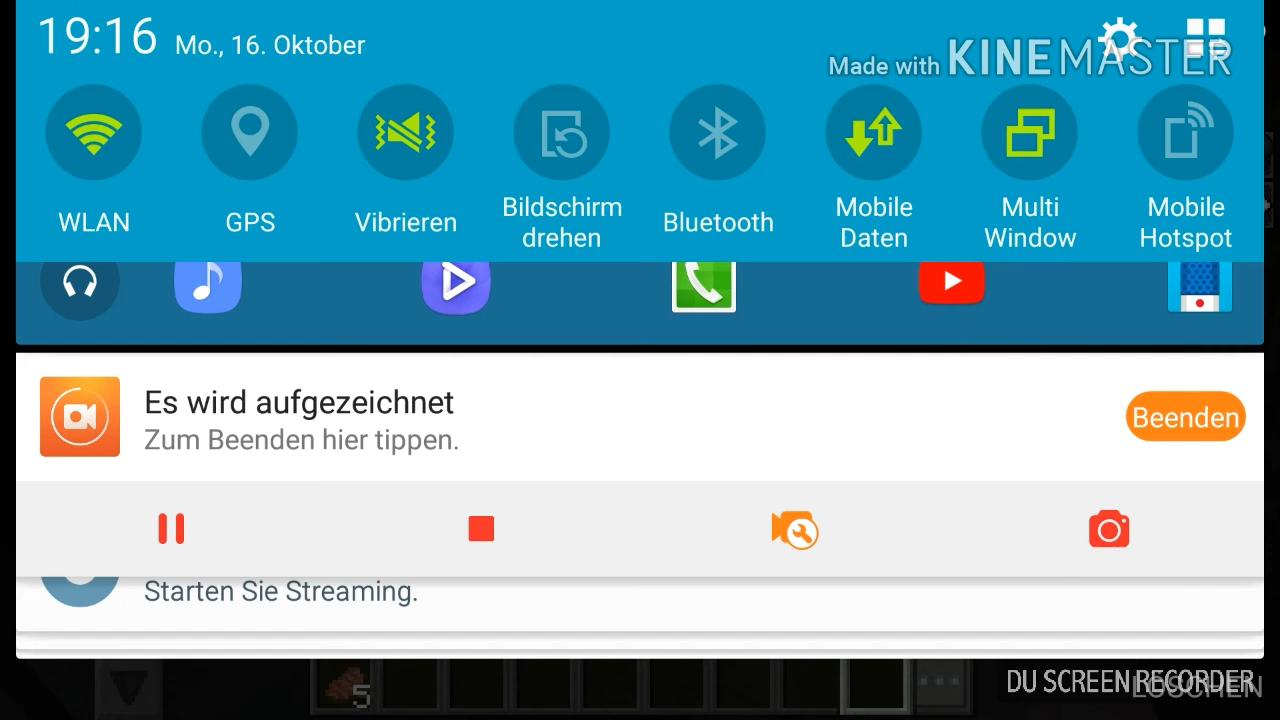 19:16 Mo., 16. Oktober
Made with KINEMASTER
WLAN
GPS
Vibrieren
Bildschirm
drehen
Bluetooth
Mobile
Daten
Multi
Window
Mobile
Hotspot
Es wird aufgezeichnet
Zum Beenden hier tippen.
Beenden
Starten Sie Streaming.
5
DU SCREEN RECORDER
LÖSCHEN